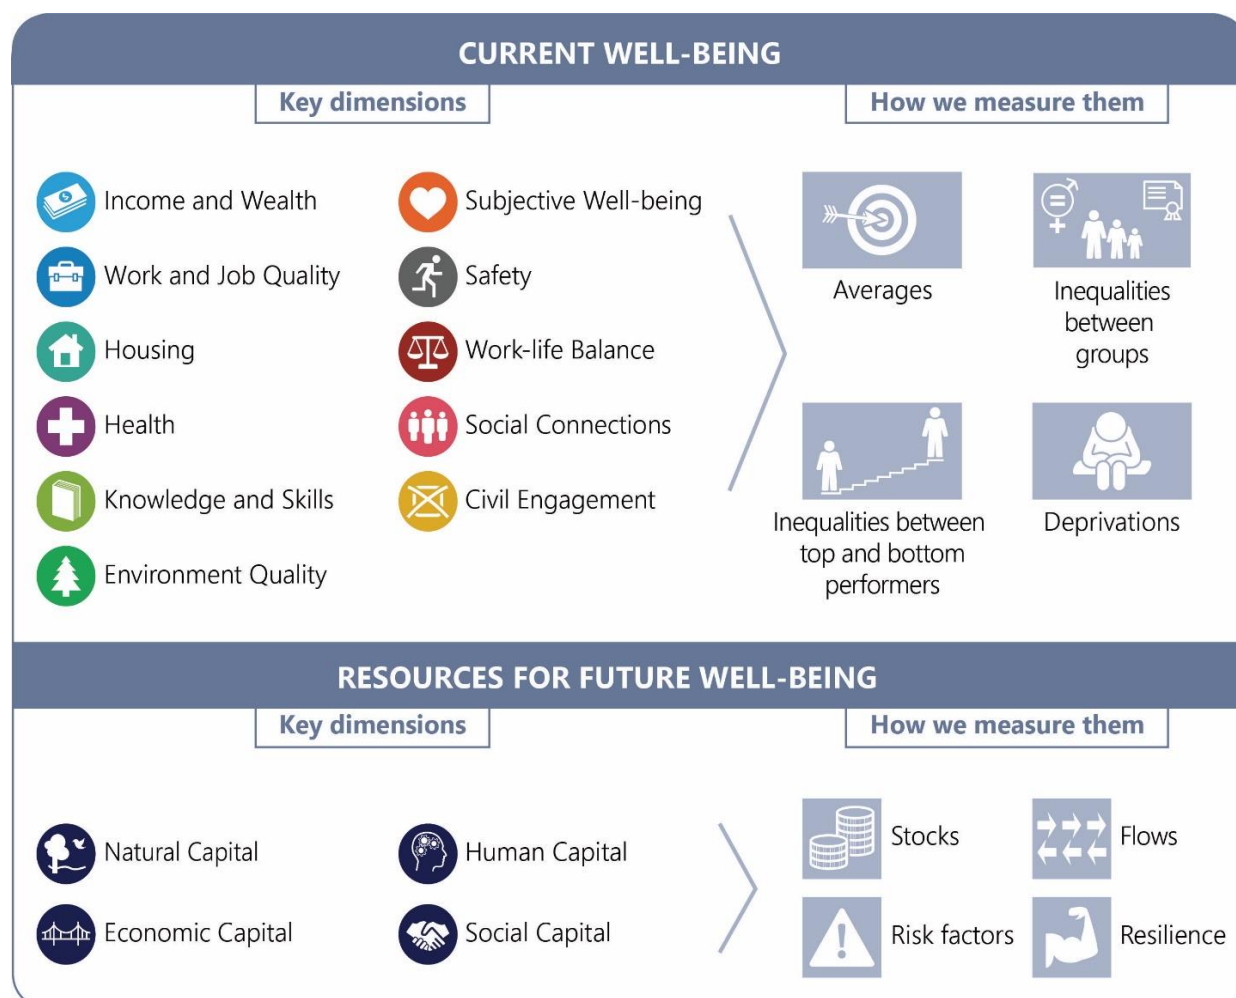 CURRENT WELL-BEING
Key dimensions
How we measure them
Income and Wealth
Work and Job Quality
Housing
Health
Knowledge and Skills
Environment Quality
Subjective Well-being
Safety
Work-life Balance
Social Connections
Civil Engagement
Averages
Inequalities
between
groups
Inequalities between
top and bottom
performers
Deprivations
RESOURCES FOR FUTURE WELL-BEING
Key dimensions
How we measure them
Natural Capital
Economic Capital
Human Capital
Social Capital
Stocks
Flows
Risk factors
Resilience